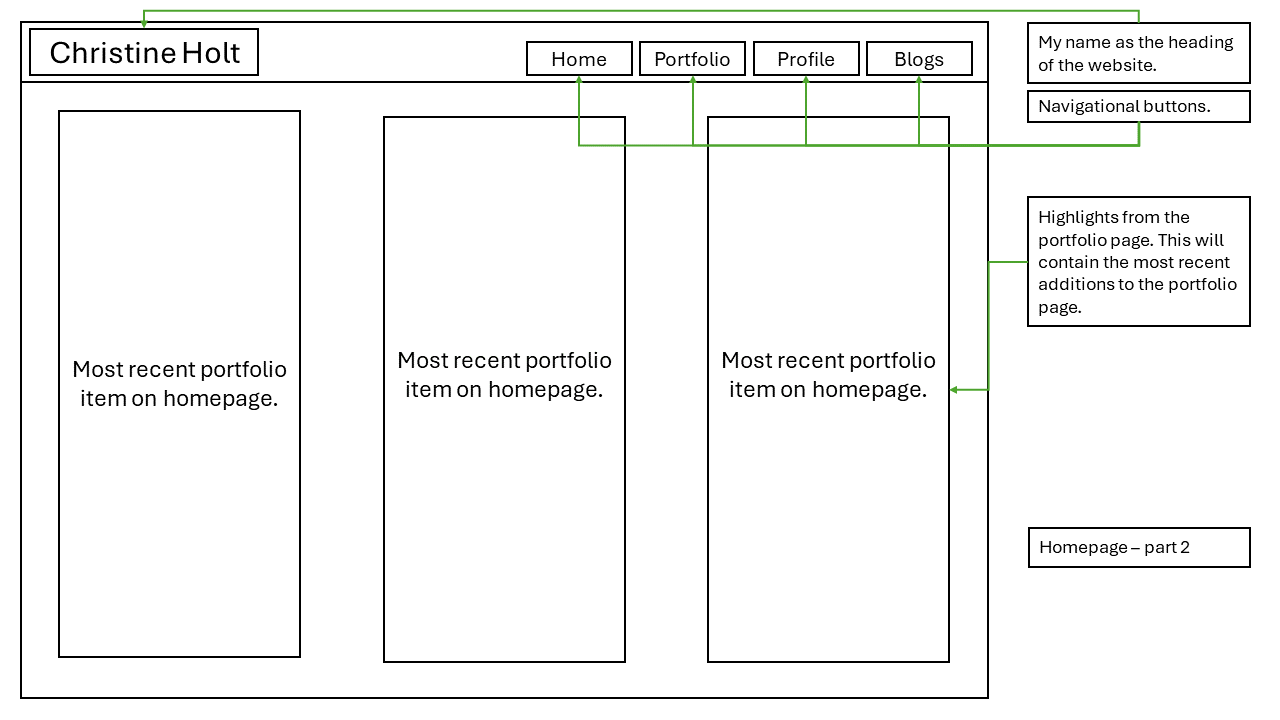 Christine Holt
Home
Portfolio
Profile
Blogs
My name as the heading
of the website.
Navigational buttons.
Highlights from the
portfolio page. This will
contain the most recent
additions to the portfolio
page.
Most recent portfolio
item on homepage.
Most recent portfolio
item on homepage.
Most recent portfolio
item on homepage.
Homepage – part 2